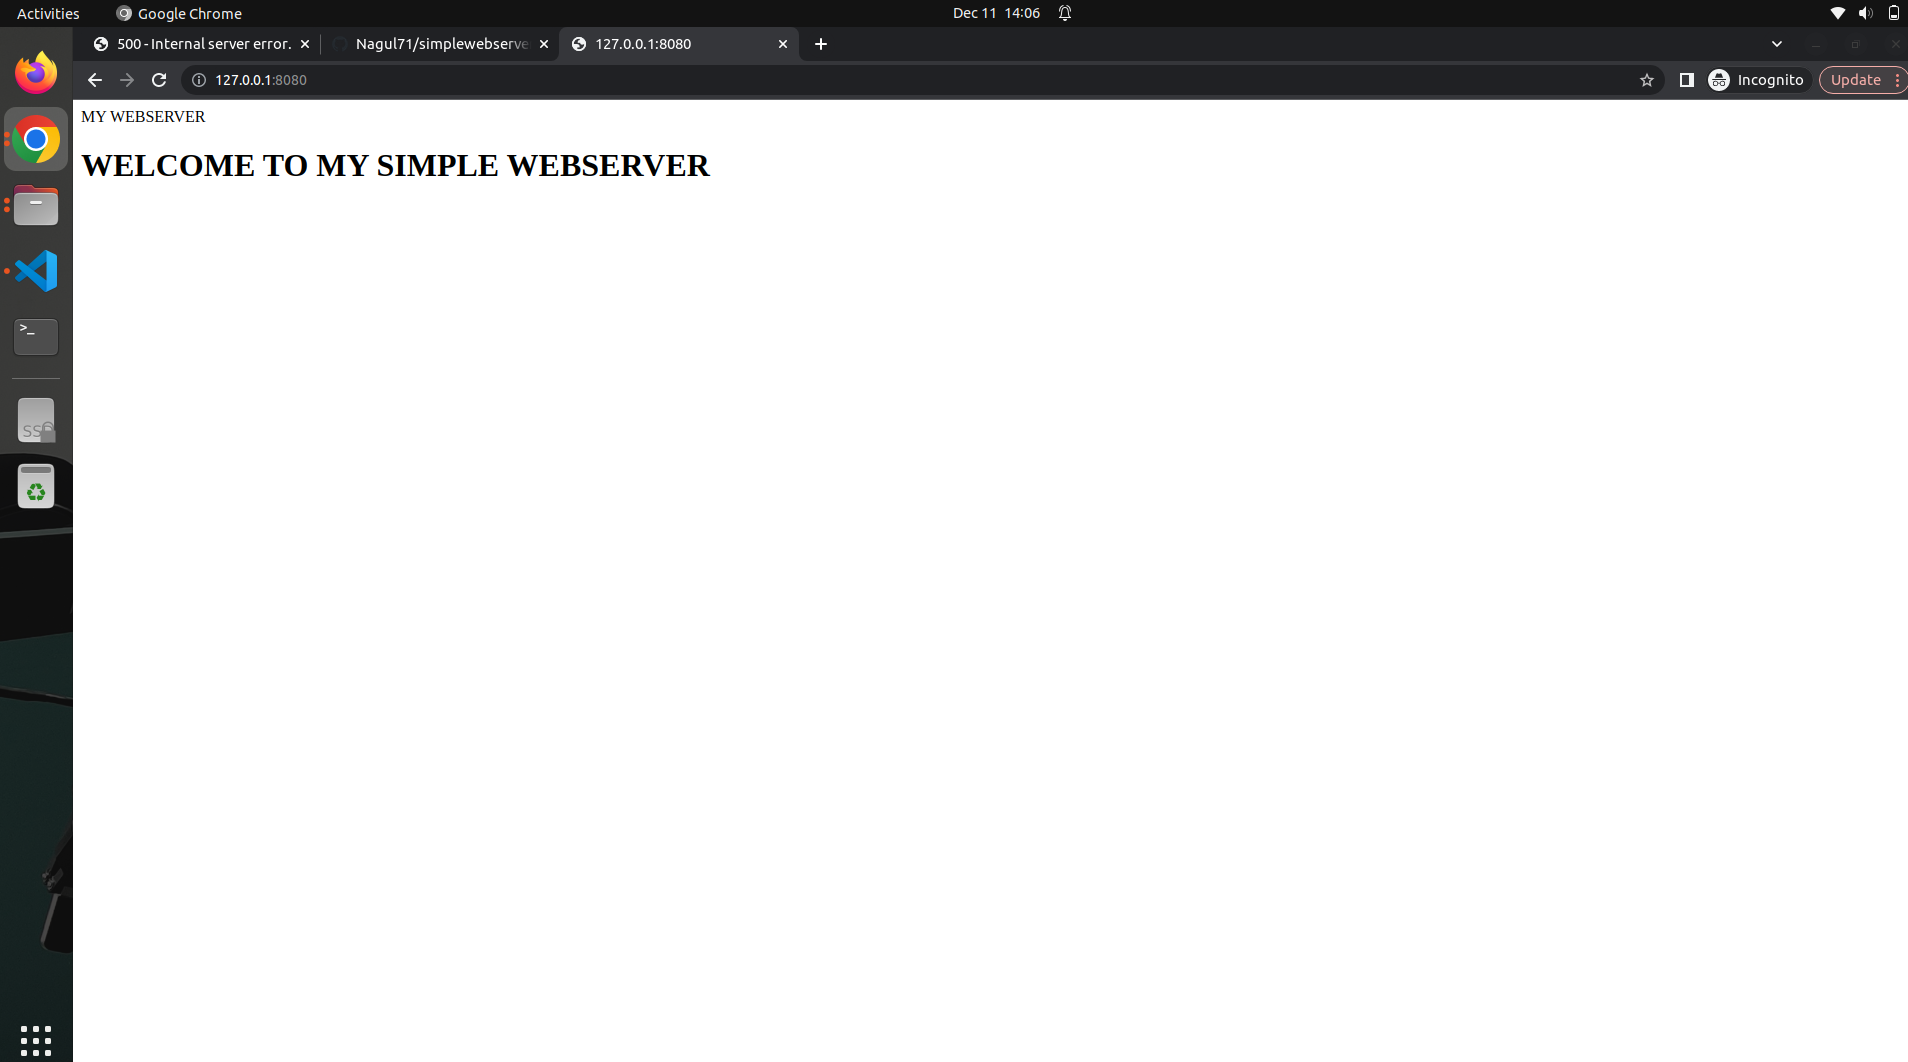 Activities Google Chrome Dec 11 14:06
500 - Internal server error. Nagul71/simplewebserve 127.0.0.1:8080
127.0.0.1:8080 Incognito Update
MY WEBSERVER
WELCOME TO MY SIMPLE WEBSERVER
>_
SS